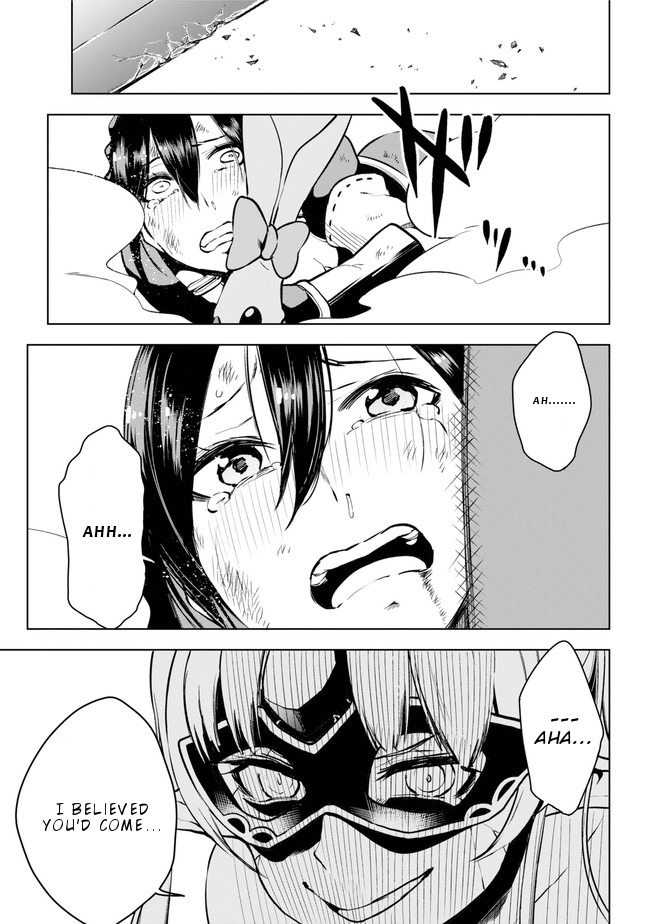 AH.......
AHH...
---
AHA...
I BELIEVED
YOU'D COME...